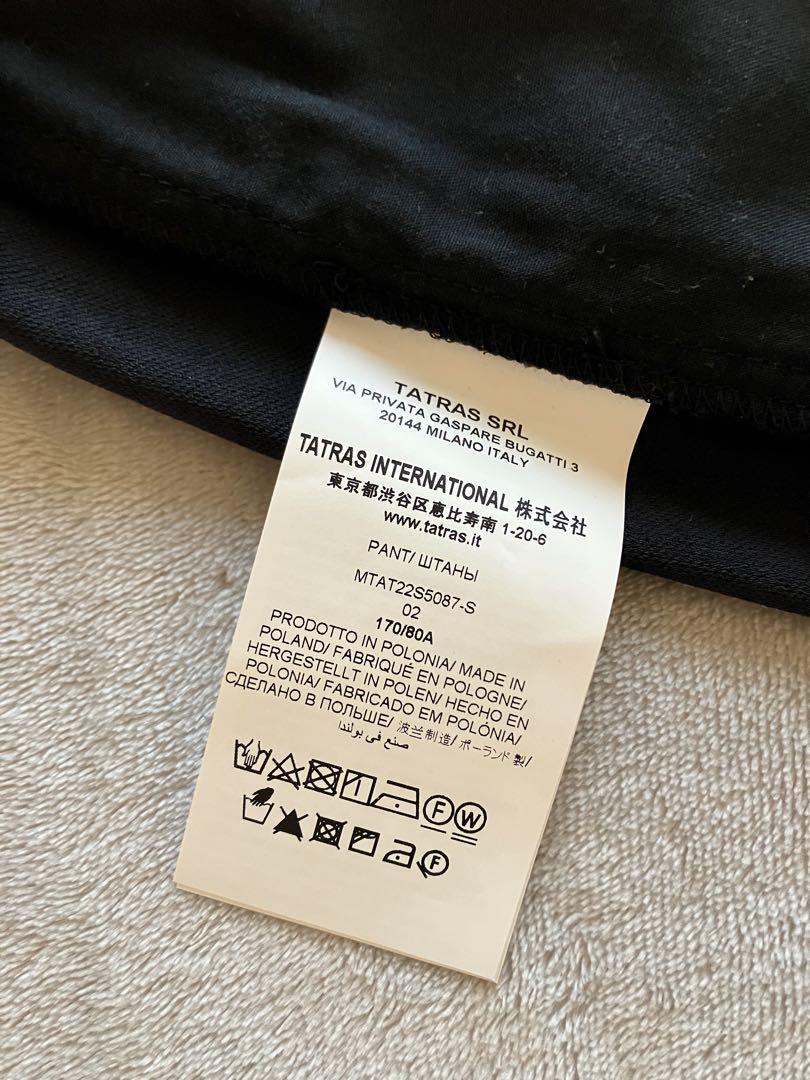 TATRAS SRL
VIA PRIVATA GASPARE BUGATTI 3
20144 MILANO ITALY
TATRAS INTERNATIONAL 株式会社
東京都渋谷区恵比寿南 1-20-6
www.tatras.it
PANT/ ШТАНЫ
MTAT22S5087-S
02
170/80A
PRODOTTO IN POLONIA/ MADE IN
POLAND/ FABRIQUÉ EN POLOGNE/
HERGESTELLT IN POLEN/ HECHO EN
POLONIA/ FABRICADO EM POLÓNIA/
СДЕЛАНО В ПОЛЬШЕ/ 波兰制造/ ポーランド製/
صنع في بولندا
F W
F